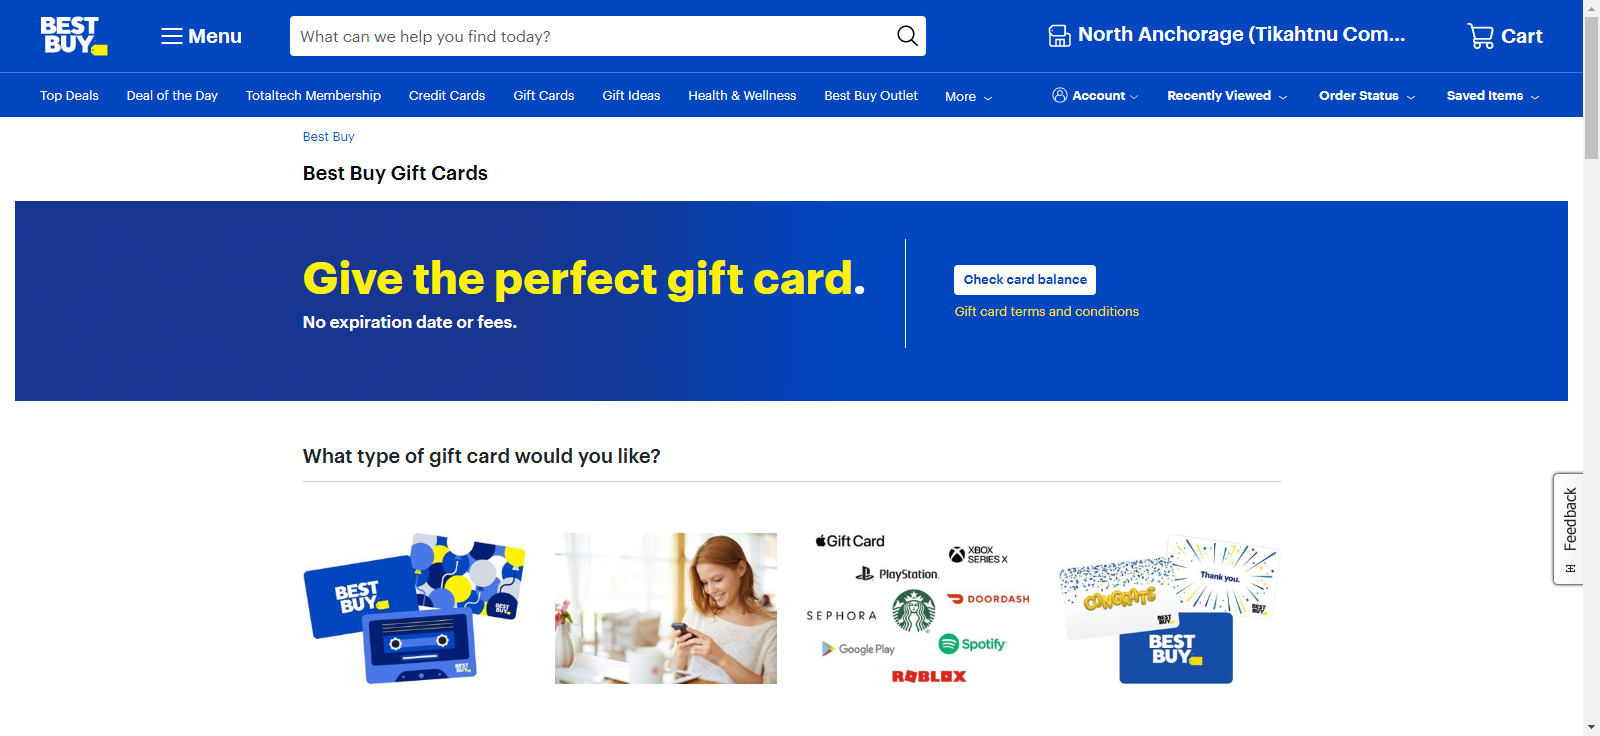 BEST BUY
Menu
What can we help you find today?
North Anchorage (Tikahtnu Com...
Cart
Top Deals
Deal of the Day
Totaltech Membership
Credit Cards
Gift Cards
Gift Ideas
Health & Wellness
Best Buy Outlet
More
Account
Recently Viewed
Order Status
Saved Items
Best Buy
Best Buy Gift Cards
Give the perfect gift card.
No expiration date or fees.
Check card balance
Gift card terms and conditions
What type of gift card would you like?
BEST BUY
BEST BUY
BEST BUY
Gift Card
XBOX SERIES X
PlayStation.
SEPHORA
DOORDASH
Google Play
Spotify
ROBLOX
CONGRATS
BEST BUY
Thank you.
BEST BUY
BEST BUY
Feedback